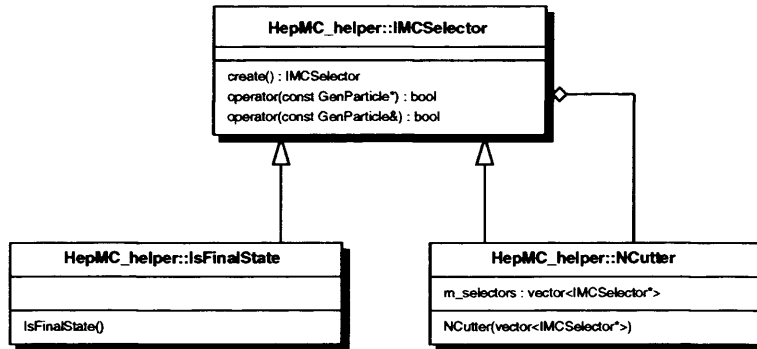 HepMC_helper::IMCSelector
create() : IMCSelector
operator(const GenParticle*) : bool
operator(const GenParticle&) : bool
HepMC_helper::IsFinalState
IsFinalState()
HepMC_helper::NCutter
m_selectors : vector<IMCSelector*>
NCutter(vector<IMCSelector*>)